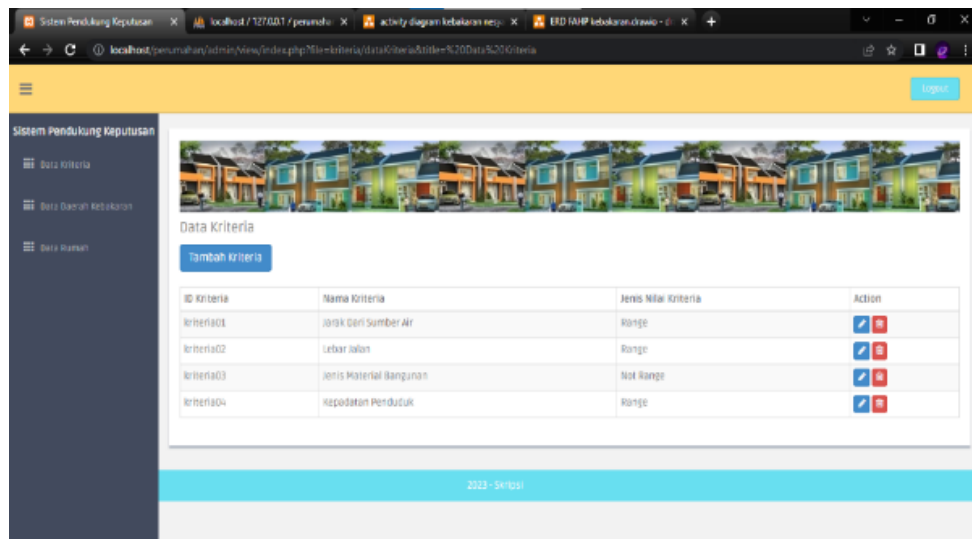 Sistem Pendukung Keputusan
localhost / 127.0.0.1 /
activity diagram kebakaran
ERD FAHP kebakaran.drawio -
localhost/perumahan/admin/view/index.php?file=kriteria/dataKriteria&title=%20Data%20Kriteria
Logout
Sistem Pendukung Keputusan
Data Kriteria
Data Daerah Kebakaran
Data Rumah
Data Kriteria
Tambah Kriteria
ID Kriteria Nama Kriteria Jenis Nilai Kriteria Action
kriteria01 Jarak Dari Sumber Air Range
kriteria02 Lebar Jalan Range
kriteria03 Jenis Material Bangunan Not Range
kriteria04 Kepadatan Penduduk Range
2023 - Skripsi